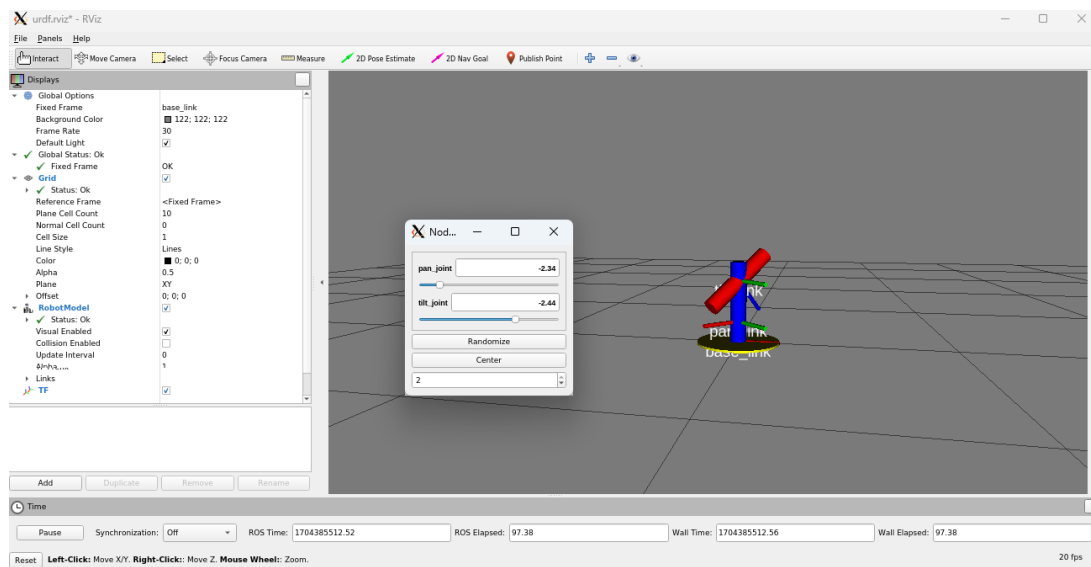 urdf.rviz* - RViz
File Panels Help
Interact Move Camera Select Focus Camera Measure 2D Pose Estimate 2D Nav Goal Publish Point
Displays
Global Options
Fixed Frame base_link
Background Color 122; 122; 122
Frame Rate 30
Default Light
Global Status: Ok
Fixed Frame OK
Grid
Status: Ok
Reference Frame <Fixed Frame>
Plane Cell Count 10
Normal Cell Count 0
Cell Size 1
Line Style Lines
Color 0; 0; 0
Alpha 0.5
Plane XY
Offset 0; 0; 0
RobotModel
Status: Ok
Visual Enabled
Collision Enabled
Update Interval 0
Alpha 1
Links
TF
Nod...
pan_joint -2.34
tilt_joint -2.44
Randomize
Center
2
base_link
Add Duplicate Remove Rename
Time
Pause Synchronization: Off ROS Time: 1704385512.52 ROS Elapsed: 97.38 Wall Time: 1704385512.56 Wall Elapsed: 97.38
Reset Left-Click: Move X/Y. Right-Click:: Move Z. Mouse Wheel:: Zoom. 20 fps